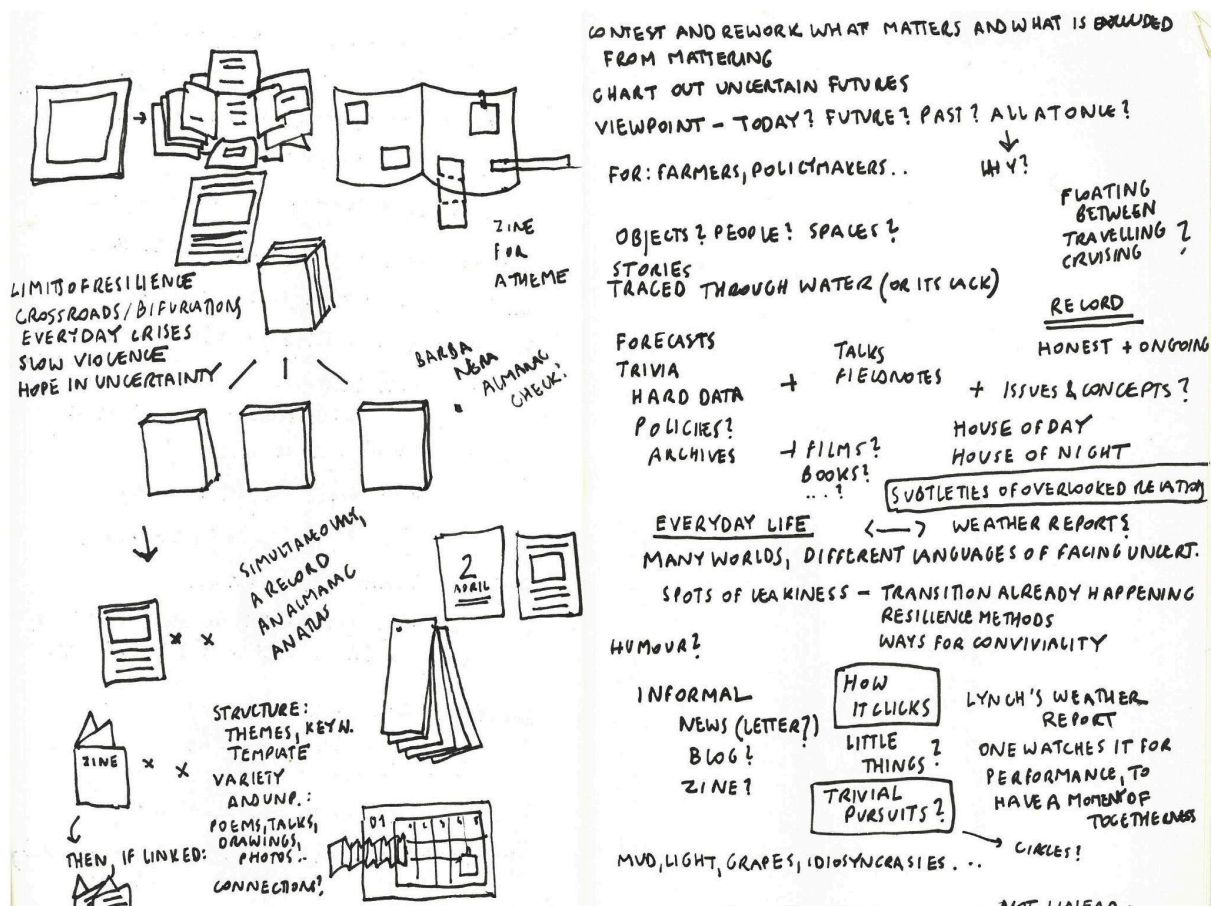 ZINE
FOR
A THEME
LIMITS OF RESILIENCE
CROSSROADS/BIFURCATIONS
EVERYDAY CRISES
SLOW VIOLENCE
HOPE IN UNCERTAINTY
BARBA
NERA
ALMANAC
CHECK?
SIMULTANEOUSLY,
A RECORD
AN ALMANAC
AN ATLAS
2
APRIL
STRUCTURE:
THEMES, KEYN.
TEMPLATE
VARIETY
AND UNP.:
POEMS, TALKS,
DRAWINGS,
PHOTOS..
CONNECTIONS?
ZINE
THEN, IF LINKED:
01
CONTEST AND REWORK WHAT MATTERS AND WHAT IS EXCLUDED
FROM MATTERING
CHART OUT UNCERTAIN FUTURES
VIEWPOINT - TODAY? FUTURE? PAST? ALL AT ONCE?
FOR: FARMERS, POLICYMAKERS..
WHY?
FLOATING
BETWEEN
TRAVELLING
CRUISING ?
OBJECTS? PEOPLE? SPACES?
STORIES
TRACED THROUGH WATER (OR ITS LACK)
RECORD
HONEST + ONGOING
FORECASTS
TRIVIA
HARD DATA
POLICIES?
ARCHIVES
+ TALKS
FIELDNOTES
+ FILMS?
BOOKS?
...?
+ ISSUES & CONCEPTS?
HOUSE OF DAY
HOUSE OF NIGHT
SUBTLETIES OF OVERLOOKED RELATION
EVERYDAY LIFE <-> WEATHER REPORTS
MANY WORLDS, DIFFERENT LANGUAGES OF FACING UNCERT.
SPOTS OF LEAKINESS - TRANSITION ALREADY HAPPENING
RESILIENCE METHODS
WAYS FOR CONVIVIALITY
HUMOUR?
INFORMAL
NEWS (LETTER?)
BLOG?
ZINE?
HOW
IT CLICKS
LITTLE
THINGS?
TRIVIAL
PURSUITS?
CIRCLES?
LYNCH'S WEATHER
REPORT
ONE WATCHES IT FOR
PERFORMANCE, TO
HAVE A MOMENT OF
TOGETHERNESS
MUD, LIGHT, GRAPES, IDIOSYNCRASIES...
NOT LINEAR